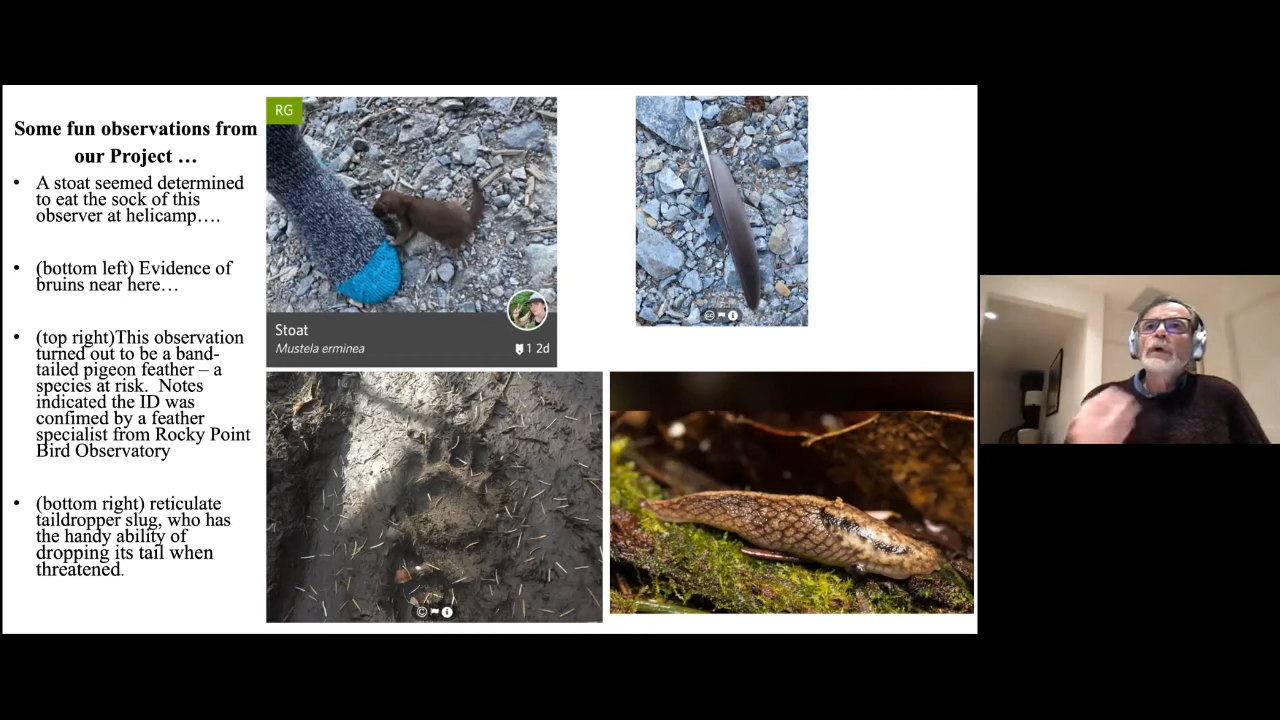 Some fun observations from
our Project …
• A stoat seemed determined
to eat the sock of this
observer at helicamp….
• (bottom left) Evidence of
bruins near here…
• (top right)This observation
turned out to be a band-
tailed pigeon feather – a
species at risk. Notes
indicated the ID was
confimed by a feather
specialist from Rocky Point
Bird Observatory
• (bottom right) reticulate
taildropper slug, who has
the handy ability of
dropping its tail when
threatened.
RG
Stoat
Mustela erminea
1 2d